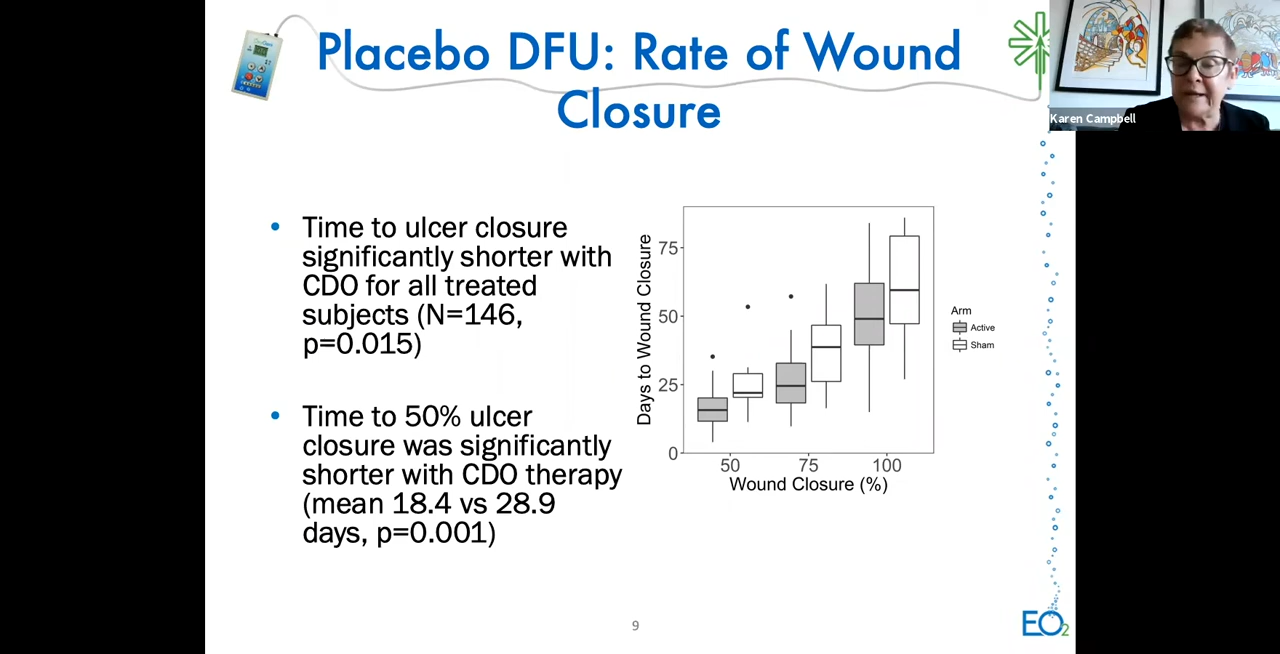 Placebo DFU: Rate of Wound
Closure
Karen Campbell
• Time to ulcer closure
significantly shorter with
CDO for all treated
subjects (N=146,
p=0.015)
• Time to 50% ulcer
closure was significantly
shorter with CDO therapy
(mean 18.4 vs 28.9
days, p=0.001)
Days to Wound Closure
75
50
25
0
50 75 100
Wound Closure (%)
Arm
Active
Sham
9
EO2